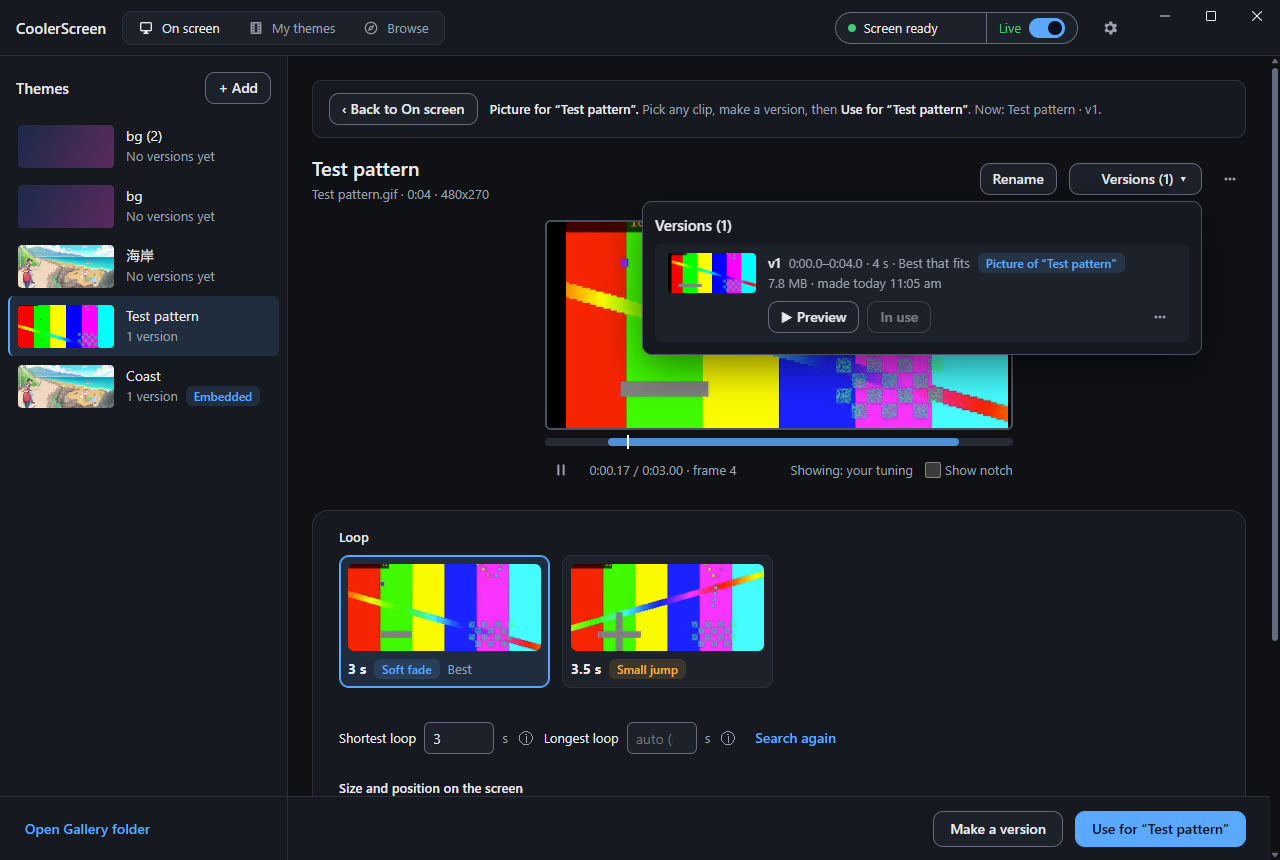 CoolerScreen
On screen
My themes
Browse
Screen ready
Live
Themes
+ Add
bg (2)
No versions yet
bg
No versions yet
海岸
No versions yet
Test pattern
1 version
Coast
1 version Embedded
Open Gallery folder
‹ Back to On screen
Picture for “Test pattern”. Pick any clip, make a version, then Use for “Test pattern”. Now: Test pattern · v1.
Test pattern
Test pattern.gif · 0:04 · 480x270
Rename
Versions (1) ▾
···
Versions (1)
v1 0:00.0–0:04.0 · 4 s · Best that fits Picture of “Test pattern”
7.8 MB · made today 11:05 am
▶ Preview
In use
···
0:00.17 / 0:03.00 · frame 4
Showing: your tuning
Show notch
Loop
3 s Soft fade Best
3.5 s Small jump
Shortest loop 3 s ⓘ Longest loop auto ( s ⓘ Search again
Size and position on the screen
Make a version
Use for “Test pattern”